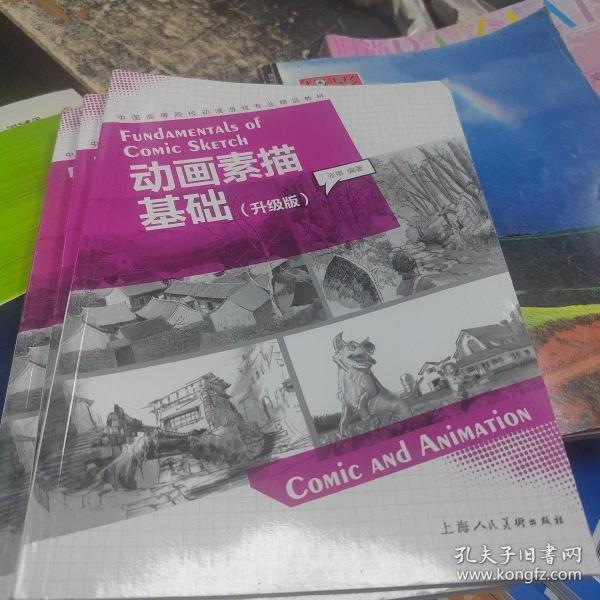 中国高等院校动漫游戏专业精品教材
FUNDAMENTALS OF
COMIC SKETCH
动画素描
基础(升级版)
编著
COMIC AND ANIMATION
上海人民美术出版社
孔夫子旧书网
www.kongfz.com